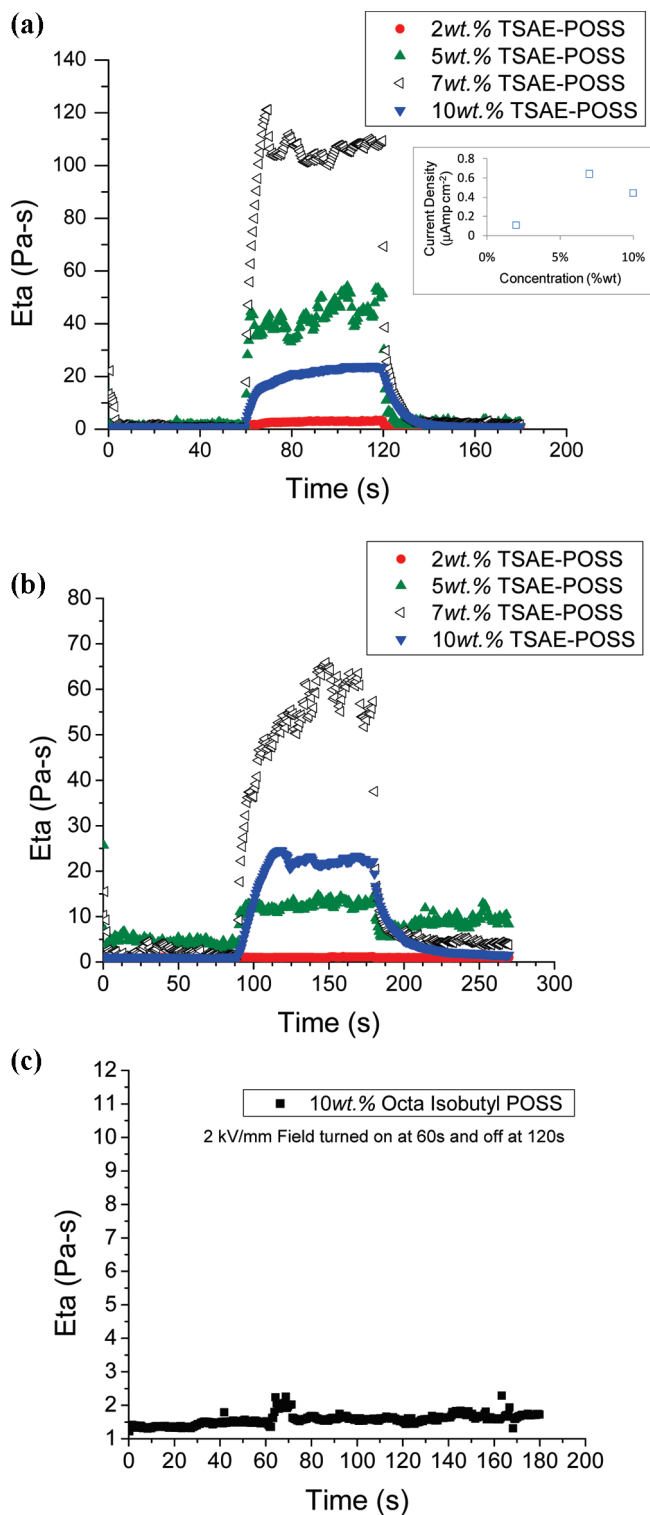 (a)
2wt.% TSAE-POSS
5wt.% TSAE-POSS
7wt.% TSAE-POSS
10wt.% TSAE-POSS
140
120
100
80
60
40
20
0
Eta (Pa-s)
0 40 80 120 160 200
Time (s)
0.8
0.6
0.4
0.2
0
Current Density
(µAmp cm⁻²)
0% 5% 10%
Concentration (%wt)
(b)
2wt.% TSAE-POSS
5wt.% TSAE-POSS
7wt.% TSAE-POSS
10wt.% TSAE-POSS
80
70
60
50
40
30
20
10
0
Eta (Pa-s)
0 50 100 150 200 250 300
Time (s)
(c)
10wt.% Octa Isobutyl POSS
2 kV/mm Field turned on at 60s and off at 120s
12
11
10
9
8
7
6
5
4
3
2
1
Eta (Pa-s)
0 20 40 60 80 100 120 140 160 180 200
Time (s)